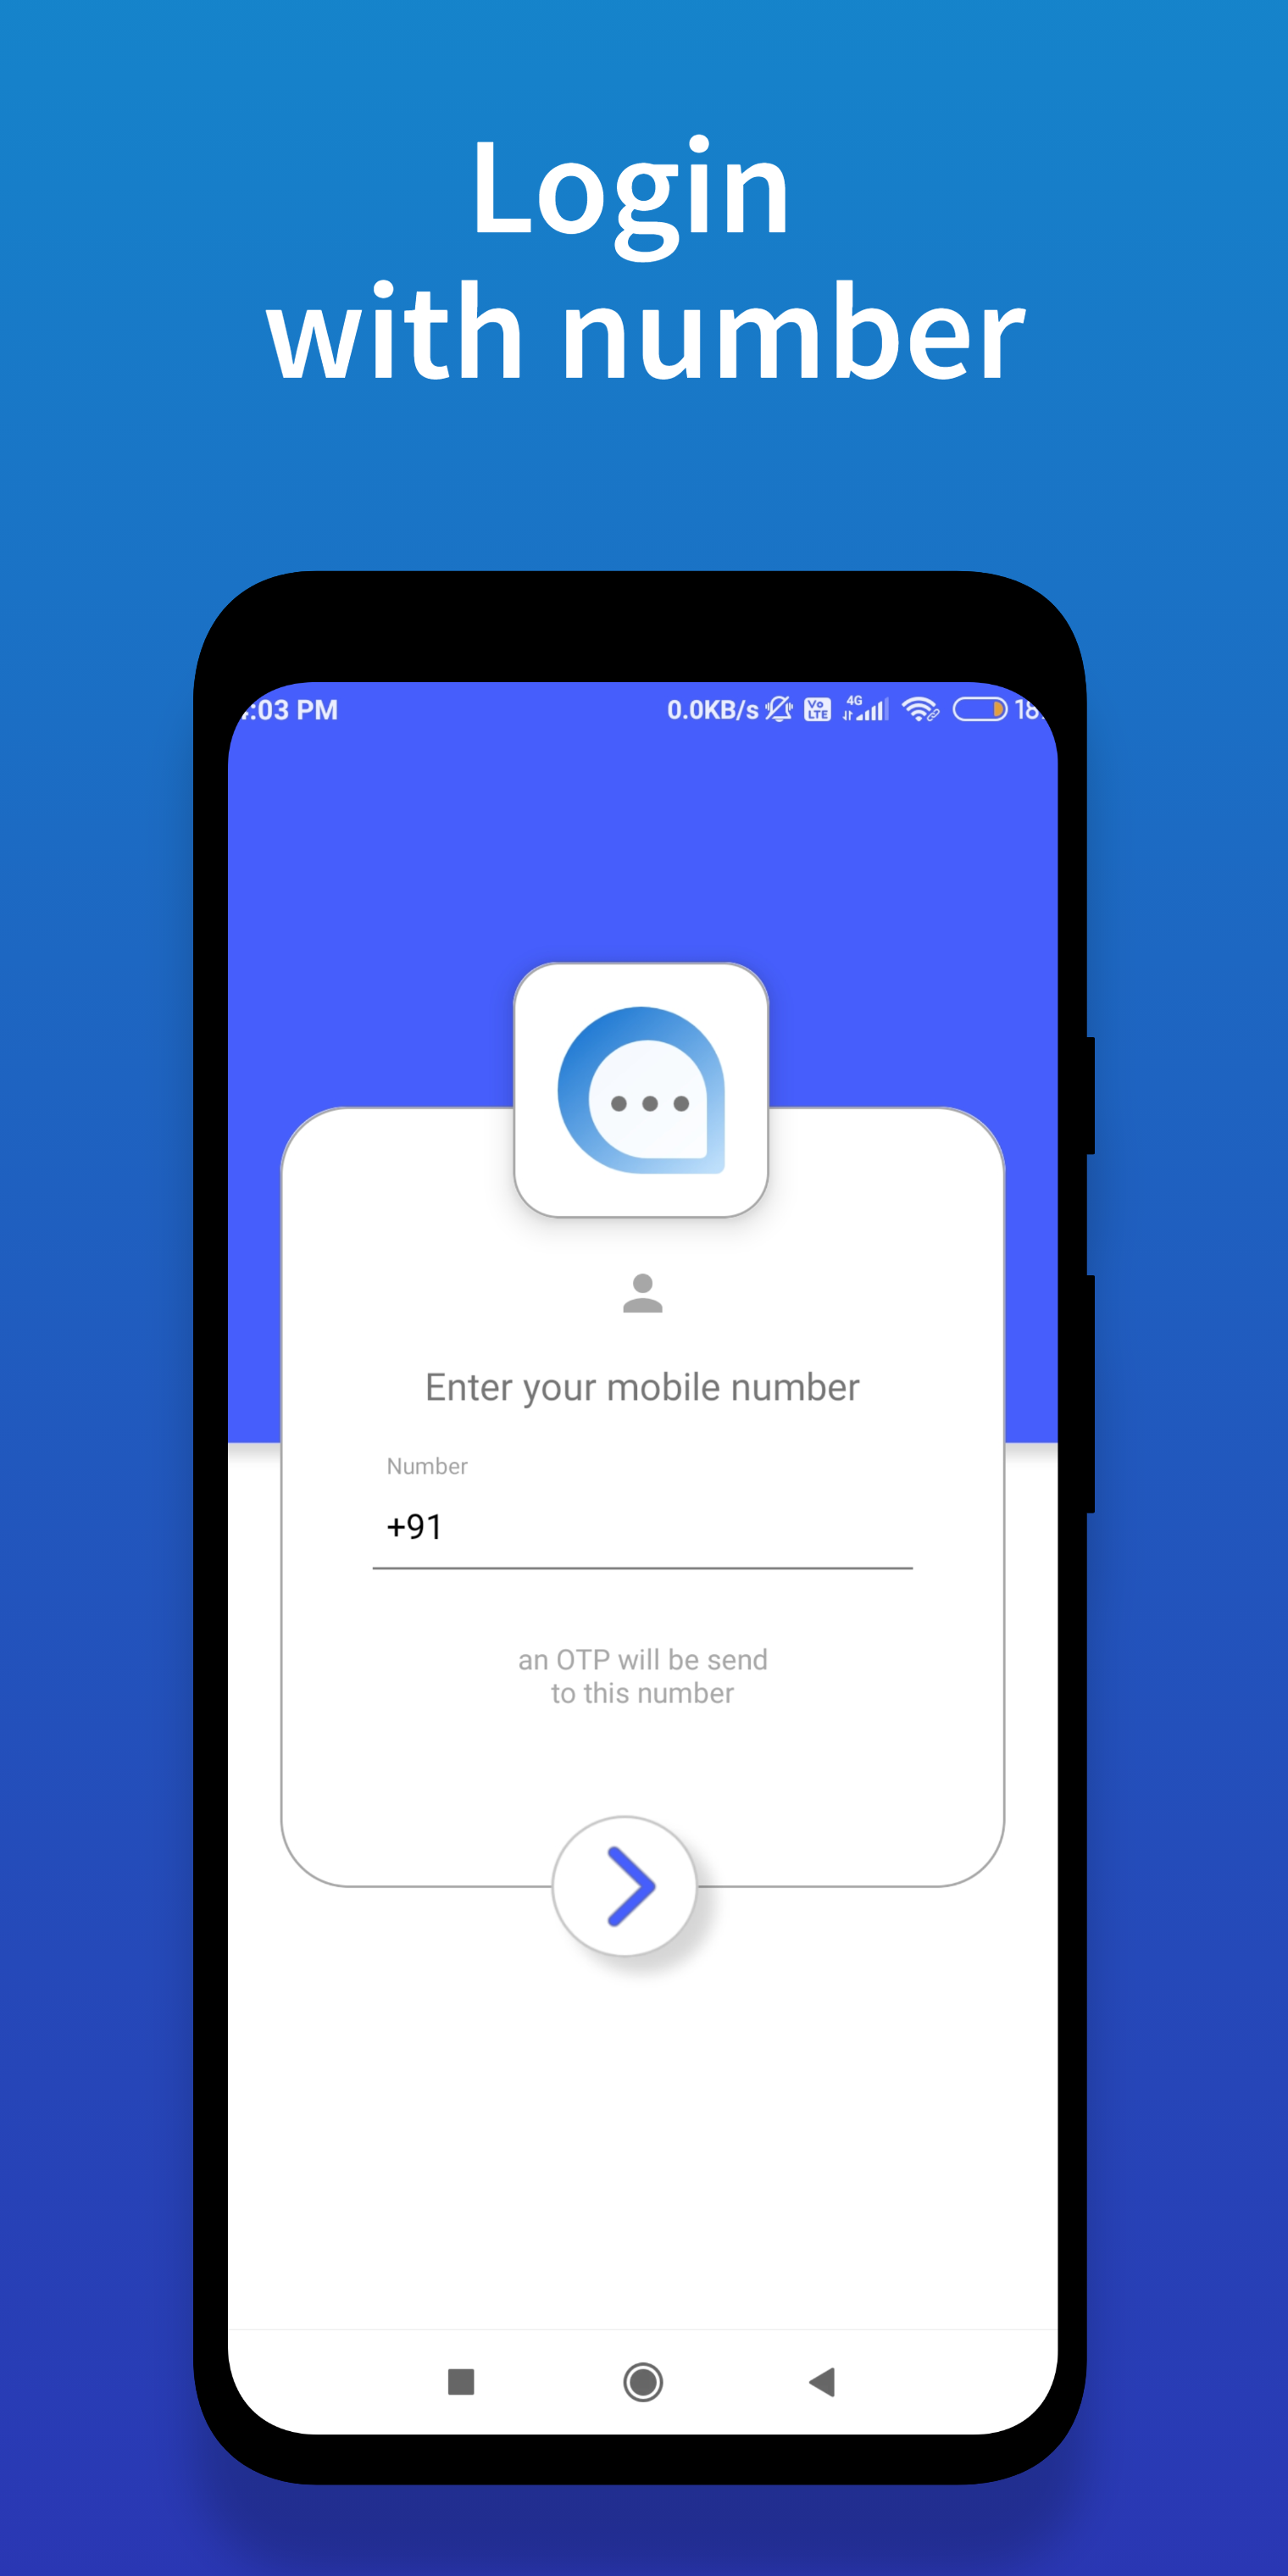 Login
with number
:03 PM 0.0KB/s Vo LTE 4G 18
Enter your mobile number
Number
+91
an OTP will be send
to this number